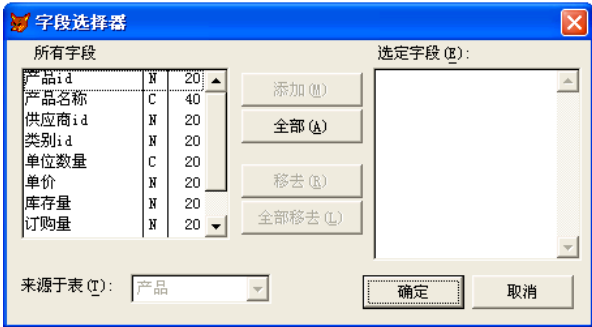 字段选择器
所有字段
选定字段(E):
产品id N 20
产品名称 C 40
供应商id N 20
类别id N 20
单位数量 C 20
单价 N 20
库存量 N 20
订购量 N 20
添加(M)
全部(A)
移去(R)
全部移去(L)
来源于表(T): 产品
确定 取消